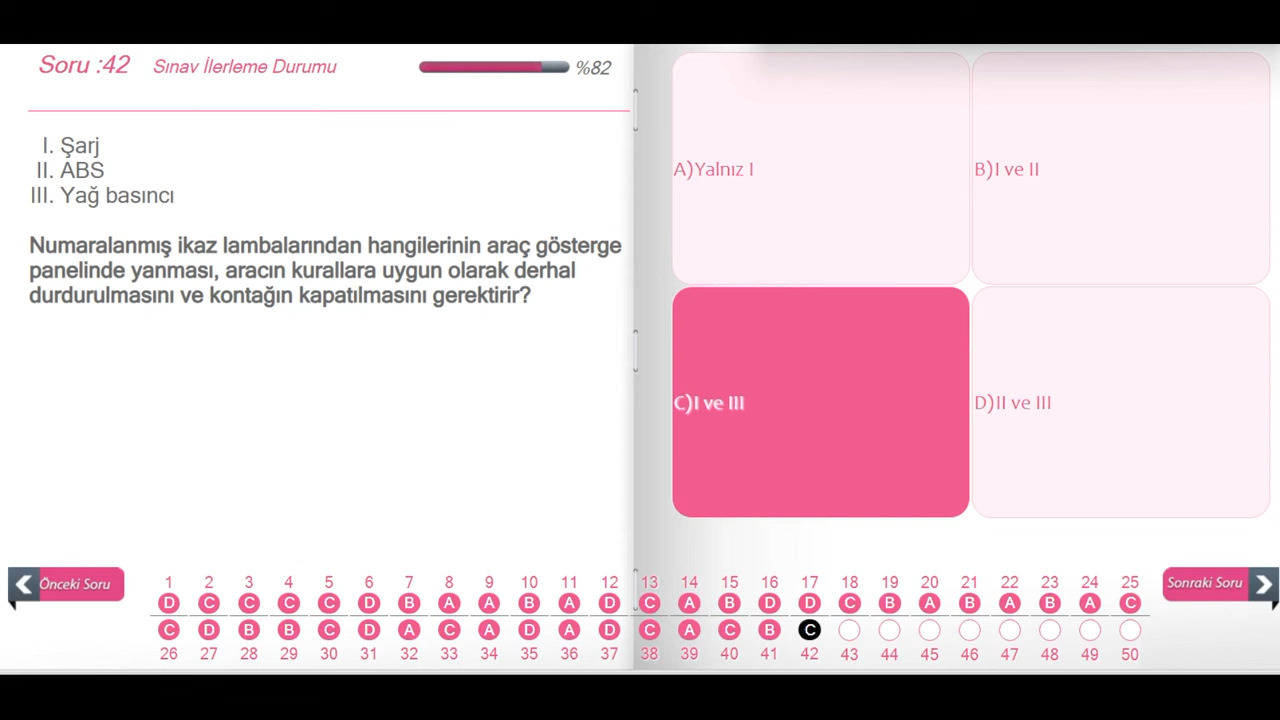 Soru :42 Sınav İlerleme Durumu %82
I. Şarj
II. ABS
III. Yağ basıncı
Numaralanmış ikaz lambalarından hangilerinin araç gösterge
panelinde yanması, aracın kurallara uygun olarak derhal
durdurulmasını ve kontağın kapatılmasını gerektirir?
A)Yalnız I
B)I ve II
C)I ve III
D)II ve III
Önceki Soru
1 2 3 4 5 6 7 8 9 10 11 12 13 14 15 16 17 18 19 20 21 22 23 24 25
D C C C C D B A A B A D C A B D D C B A B A B A C
C D B B C D A C A D A D C A C B C
26 27 28 29 30 31 32 33 34 35 36 37 38 39 40 41 42 43 44 45 46 47 48 49 50
Sonraki Soru